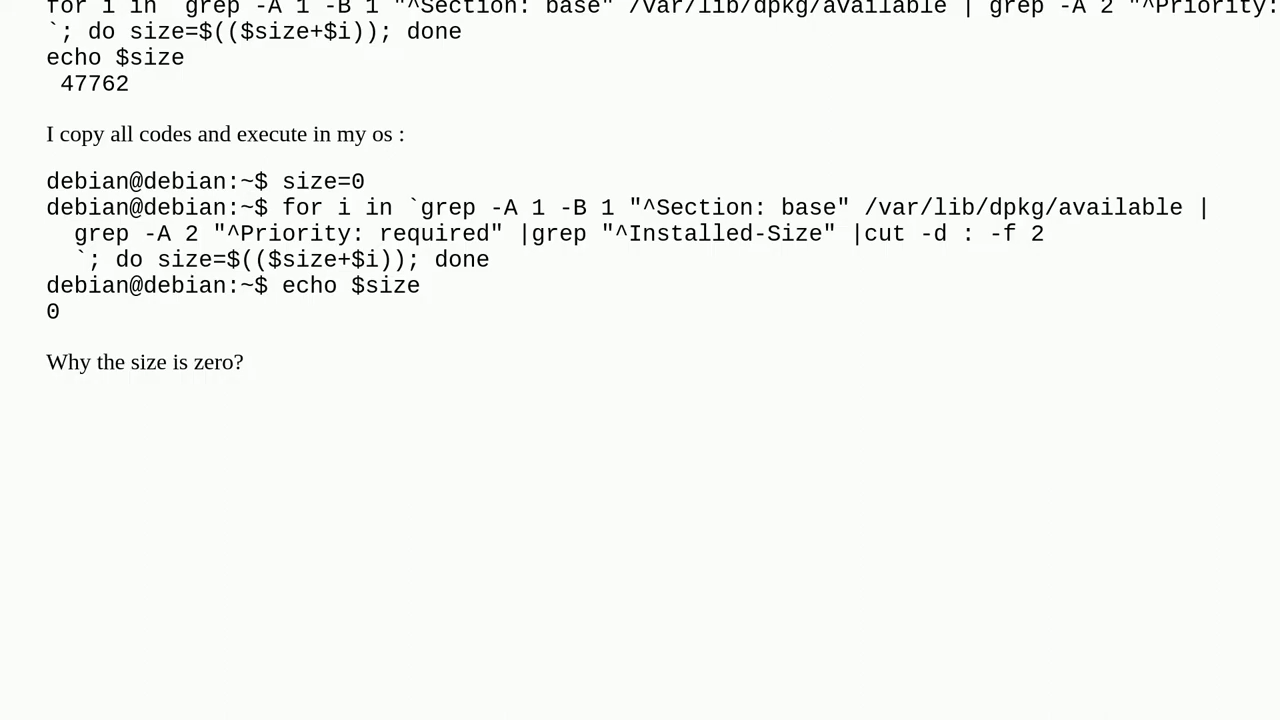 for i in `grep -A 1 -B 1 "^Section: base" /var/lib/dpkg/available | grep -A 2 "^Priority:
`; do size=$(($size+$i)); done
echo $size
 47762
I copy all codes and execute in my os :
debian@debian:~$ size=0
debian@debian:~$ for i in `grep -A 1 -B 1 "^Section: base" /var/lib/dpkg/available |
  grep -A 2 "^Priority: required" |grep "^Installed-Size" |cut -d : -f 2
  `; do size=$(($size+$i)); done
debian@debian:~$ echo $size
0
Why the size is zero?